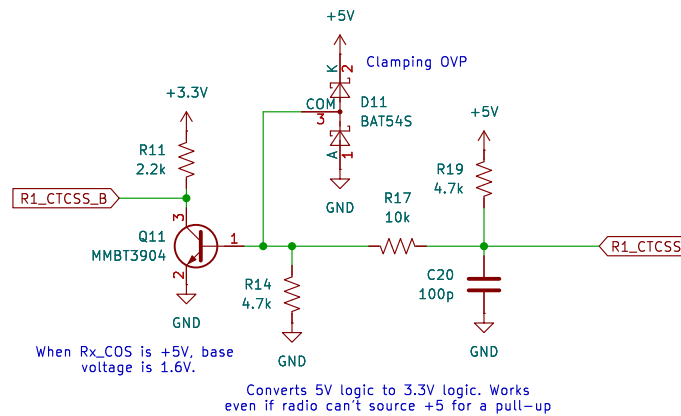 +5V
Clamping OVP
K
2
COM
3
D11
BAT54S
A
1
GND
+3.3V
R11
2.2k
R1_CTCSS_B
3
Q11
MMBT3904
1
2
GND
+5V
R19
4.7k
R17
10k
R1_CTCSS
R14
4.7k
GND
C20
100p
GND
When Rx_COS is +5V, base
voltage is 1.6V.
Converts 5V logic to 3.3V logic. Works
even if radio can't source +5 for a pull-up